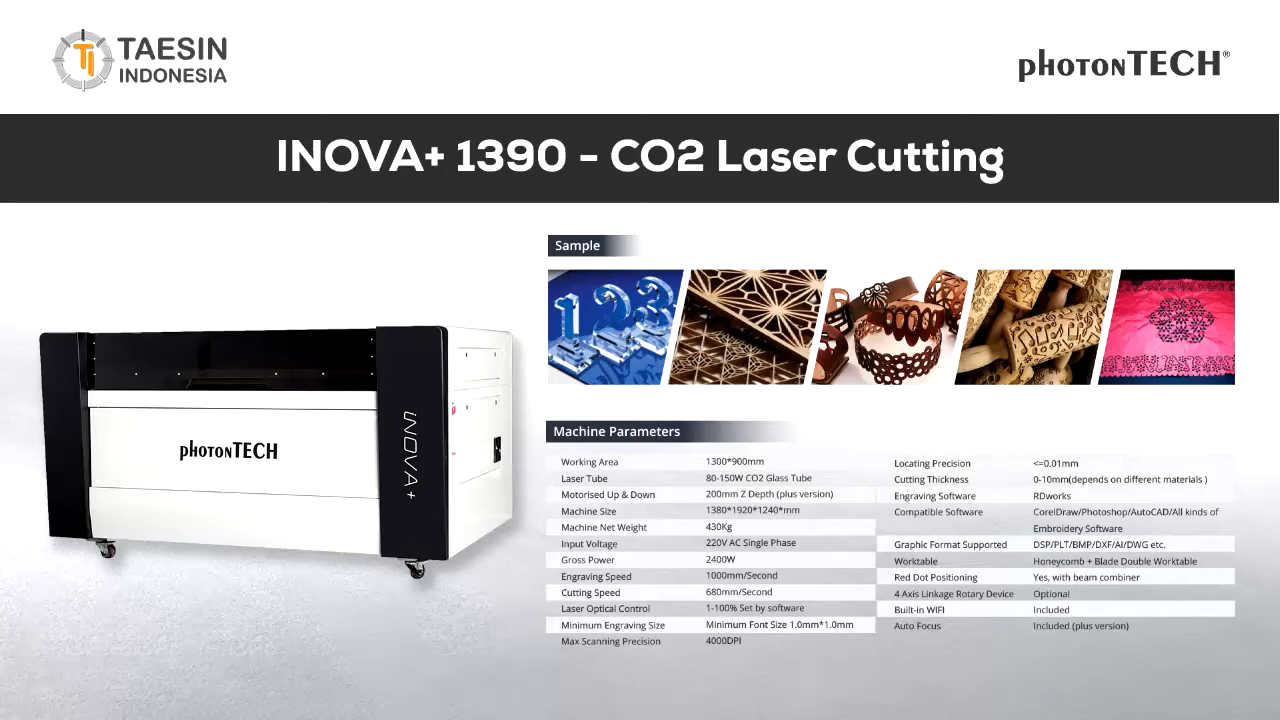 TI TAESIN
INDONESIA
photonTECH®
INOVA+ 1390 - CO2 Laser Cutting
Sample
123
photonTECH
INOVA+
Machine Parameters
Working Area 1300*900mm
Laser Tube 80-150W CO2 Glass Tube
Motorised Up & Down 200mm Z Depth (plus version)
Machine Size 1380*1920*1240*mm
Machine Net Weight 430Kg
Input Voltage 220V AC Single Phase
Gross Power 2400W
Engraving Speed 1000mm/Second
Cutting Speed 680mm/Second
Laser Optical Control 1-100% Set by software
Minimum Engraving Size Minimum Font Size 1.0mm*1.0mm
Max Scanning Precision 4000DPI
Locating Precision <=0.01mm
Cutting Thickness 0-10mm(depends on different materials )
Engraving Software RDworks
Compatible Software CorelDraw/Photoshop/AutoCAD/All kinds of
Embroidery Software
Graphic Format Supported DSP/PLT/BMP/DXF/AI/DWG etc.
Worktable Honeycomb + Blade Double Worktable
Red Dot Positioning Yes, with beam combiner
4 Axis Linkage Rotary Device Optional
Built-in WIFI Included
Auto Focus Included (plus version)